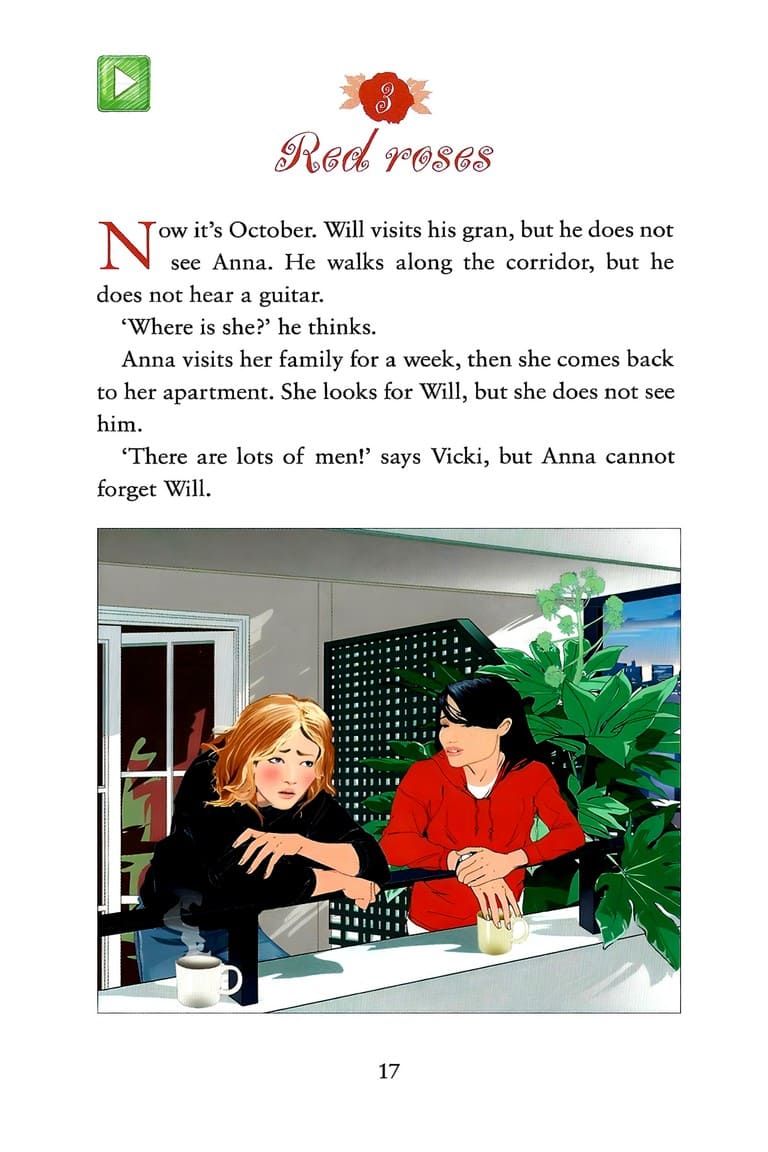 3
Red roses
Now it’s October. Will visits his gran, but he does not
see Anna. He walks along the corridor, but he
does not hear a guitar.
‘Where is she?’ he thinks.
Anna visits her family for a week, then she comes back
to her apartment. She looks for Will, but she does not see
him.
‘There are lots of men!’ says Vicki, but Anna cannot
forget Will.
17